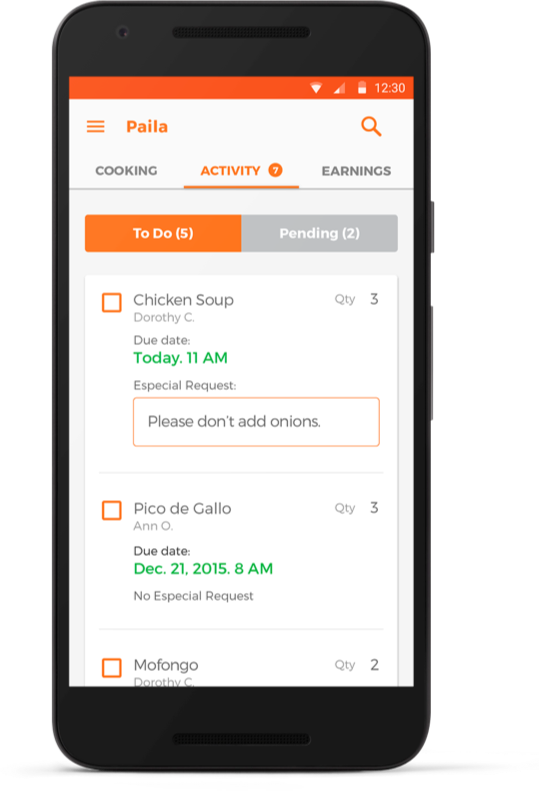 12:30
Paila
COOKING ACTIVITY 7 EARNINGS
To Do (5) Pending (2)
Chicken Soup Qty 3
Dorothy C.
Due date:
Today. 11 AM
Especial Request:
Please don't add onions.
Pico de Gallo Qty 3
Ann O.
Due date:
Dec. 21, 2015. 8 AM
No Especial Request
Mofongo Qty 2
Dorothy C.